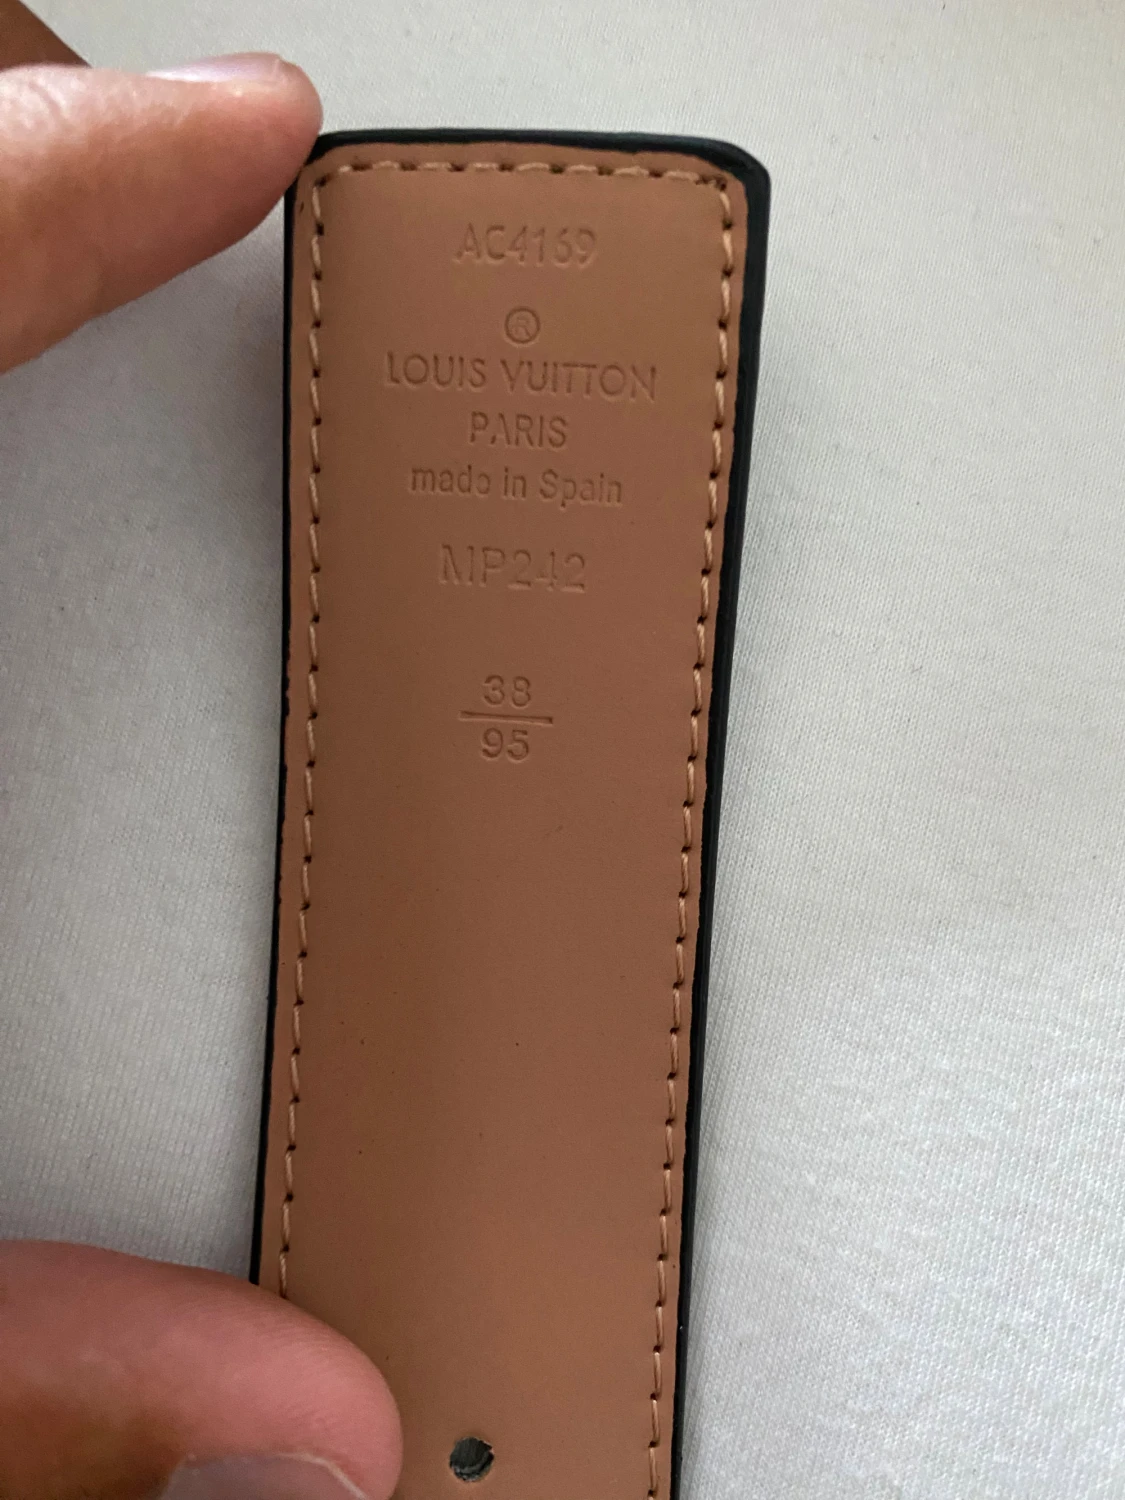 AC4169
®
LOUIS VUITTON
PARIS
made in Spain
MP242
38
95